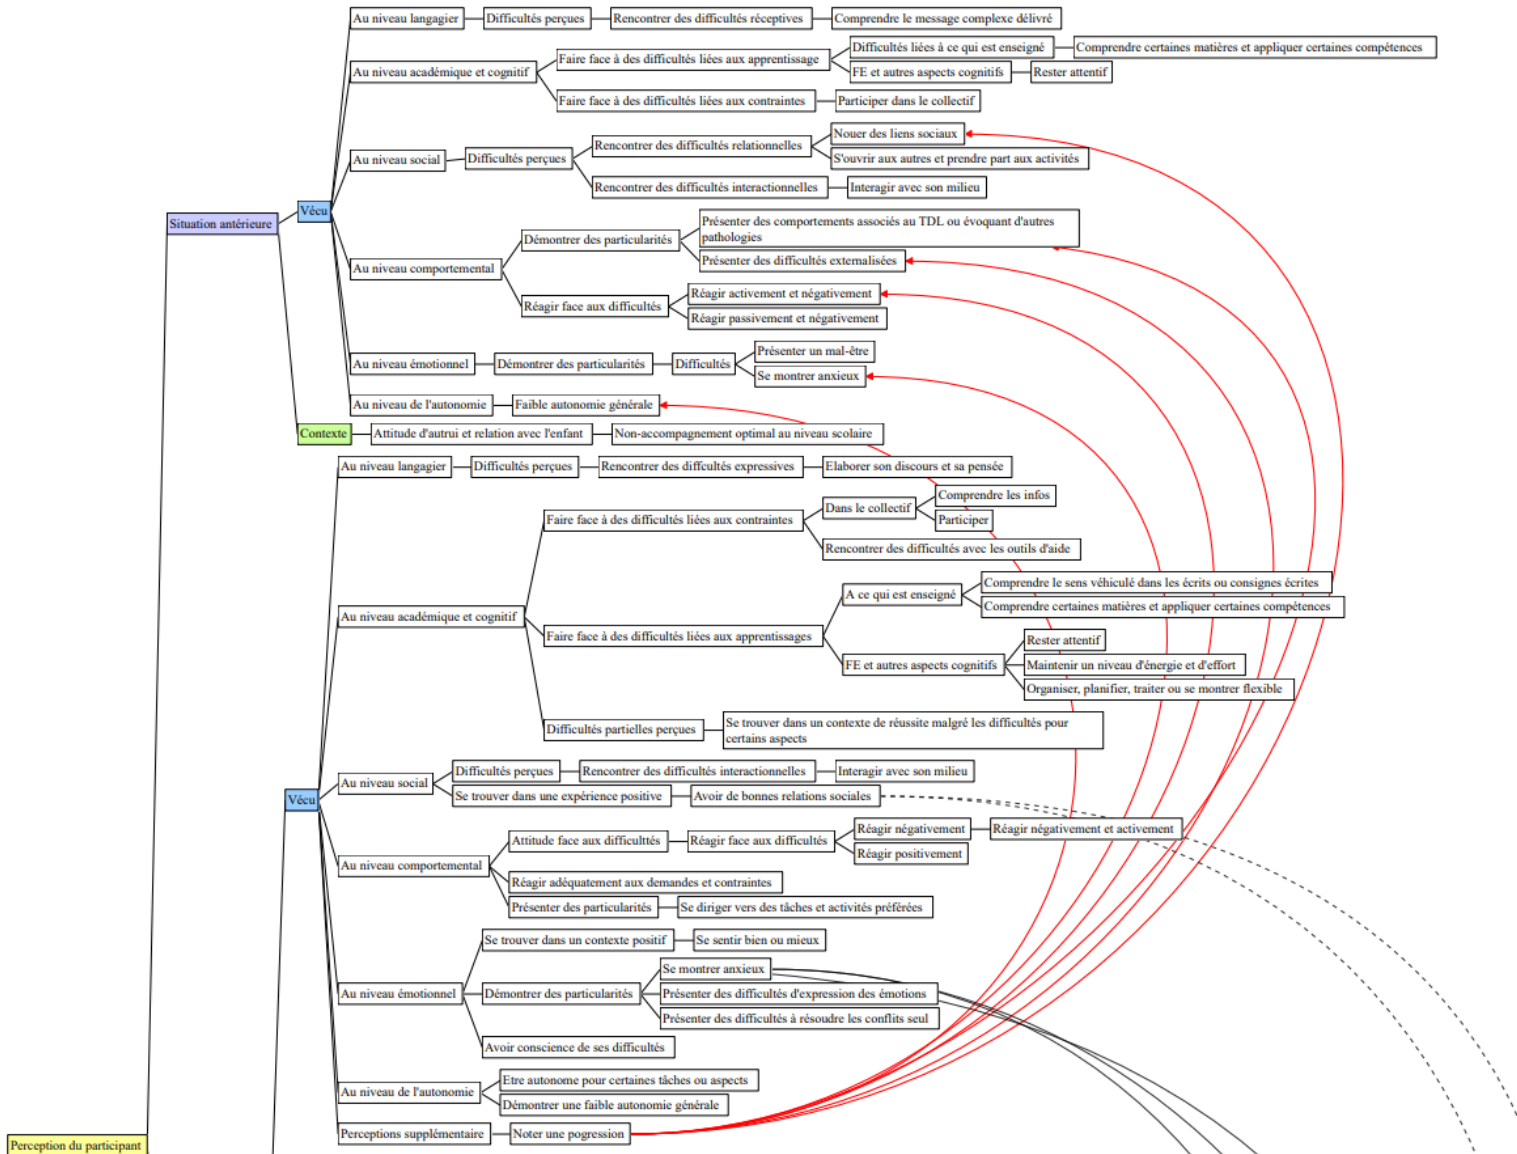 Au niveau langagier
Difficultés perçues
Rencontrer des difficultés réceptives
Comprendre le message complexe délivré
Au niveau académique et cognitif
Faire face à des difficultés liées aux apprentissage
Difficultés liées à ce qui est enseigné
Comprendre certaines matières et appliquer certaines compétences
FE et autres aspects cognitifs
Rester attentif
Faire face à des difficultés liées aux contraintes
Participer dans le collectif
Au niveau social
Difficultés perçues
Rencontrer des difficultés relationnelles
Nouer des liens sociaux
S'ouvrir aux autres et prendre part aux activités
Rencontrer des difficultés interactionnelles
Interagir avec son milieu
Situation antérieure
Vécu
Au niveau comportemental
Démontrer des particularités
Présenter des comportements associés au TDL ou évoquant d'autres
pathologies
Présenter des difficultés externalisées
Réagir face aux difficultés
Réagir activement et négativement
Réagir passivement et négativement
Au niveau émotionnel
Démontrer des particularités
Difficultés
Présenter un mal-être
Se montrer anxieux
Au niveau de l'autonomie
Faible autonomie générale
Contexte
Attitude d'autrui et relation avec l'enfant
Non-accompagnement optimal au niveau scolaire
Au niveau langagier
Difficultés perçues
Rencontrer des diffcultés expressives
Elaborer son discours et sa pensée
Au niveau académique et cognitif
Faire face à des difficultés liées aux contraintes
Dans le collectif
Comprendre les infos
Participer
Rencontrer des difficultés avec les outils d'aide
Faire face à des difficultés liées aux apprentissages
A ce qui est enseigné
Comprendre le sens véhiculé dans les écrits ou consignes écrites
Comprendre certaines matières et appliquer certaines compétences
FE et autres aspects cognitifs
Rester attentif
Maintenir un niveau d'énergie et d'effort
Organiser, planifier, traiter ou se montrer flexible
Difficultés partielles perçues
Se trouver dans un contexte de réussite malgré les difficultés pour
certains aspects
Vécu
Au niveau social
Difficultés perçues
Rencontrer des difficultés interactionnelles
Interagir avec son milieu
Se trouver dans une expérience positive
Avoir de bonnes relations sociales
Au niveau comportemental
Attitude face aux difficulttés
Réagir face aux difficultés
Réagir négativement
Réagir négativement et activement
Réagir positivement
Réagir adéquatement aux demandes et contraintes
Présenter des particularités
Se diriger vers des tâches et activités préférées
Au niveau émotionnel
Se trouver dans un contexte positif
Se sentir bien ou mieux
Démontrer des particularités
Se montrer anxieux
Présenter des difficultés d'expression des émotions
Présenter des difficultés à résoudre les conflits seul
Avoir conscience de ses difficultés
Au niveau de l'autonomie
Etre autonome pour certaines tâches ou aspects
Démontrer une faible autonomie générale
Perceptions supplémentaire
Noter une pogression
Perception du participant